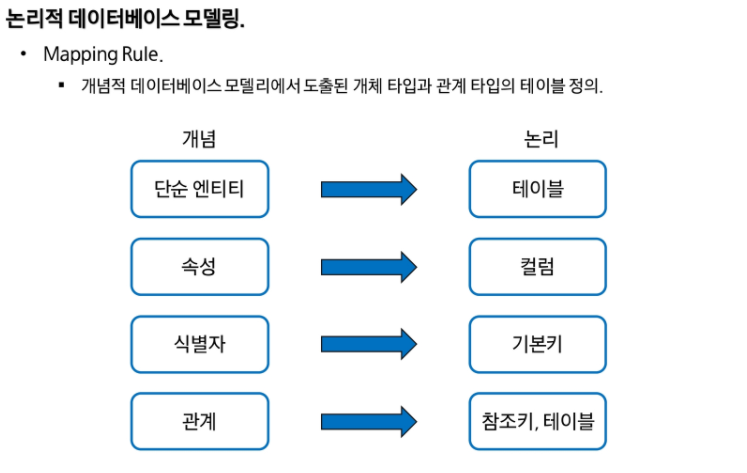 논리적 데이터베이스 모델링.
• Mapping Rule.
▪ 개념적 데이터베이스 모델리에서 도출된 개체 타입과 관계 타입의 테이블 정의.
개념 논리
단순 엔티티 테이블
속성 컬럼
식별자 기본키
관계 참조키, 테이블